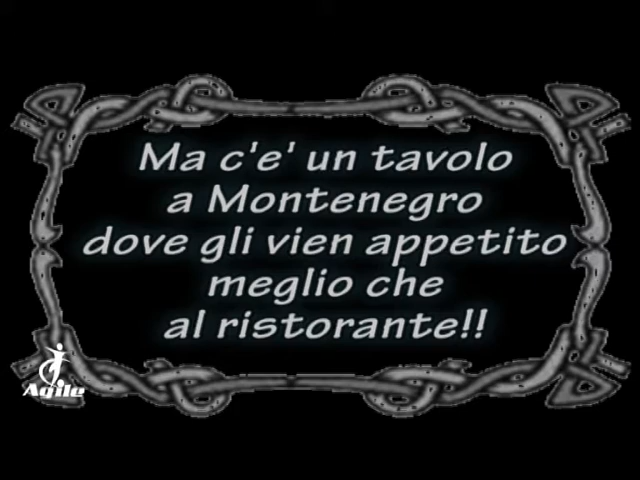 Ma c'e' un tavolo
a Montenegro
dove gli vien appetito
meglio che
al ristorante!!
Agile